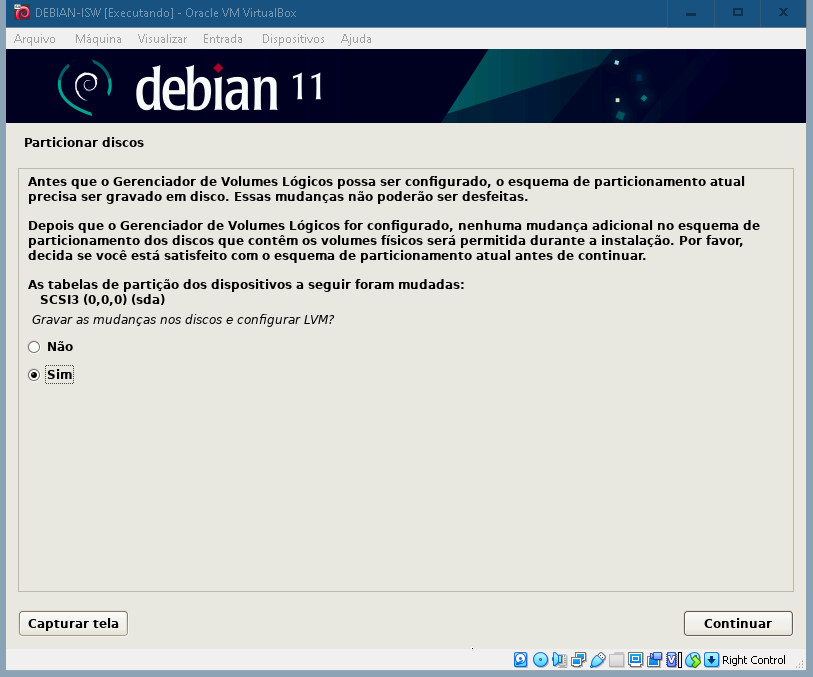 DEBIAN-ISW [Executando] - Oracle VM VirtualBox
Arquivo Máquina Visualizar Entrada Dispositivos Ajuda
debian 11
Particionar discos
Antes que o Gerenciador de Volumes Lógicos possa ser configurado, o esquema de particionamento atual
precisa ser gravado em disco. Essas mudanças não poderão ser desfeitas.
Depois que o Gerenciador de Volumes Lógicos for configurado, nenhuma mudança adicional no esquema de
particionamento dos discos que contêm os volumes físicos será permitida durante a instalação. Por favor,
decida se você está satisfeito com o esquema de particionamento atual antes de continuar.
As tabelas de partição dos dispositivos a seguir foram mudadas:
SCSI3 (0,0,0) (sda)
Gravar as mudanças nos discos e configurar LVM?
Não
Sim
Capturar tela
Continuar
Right Control